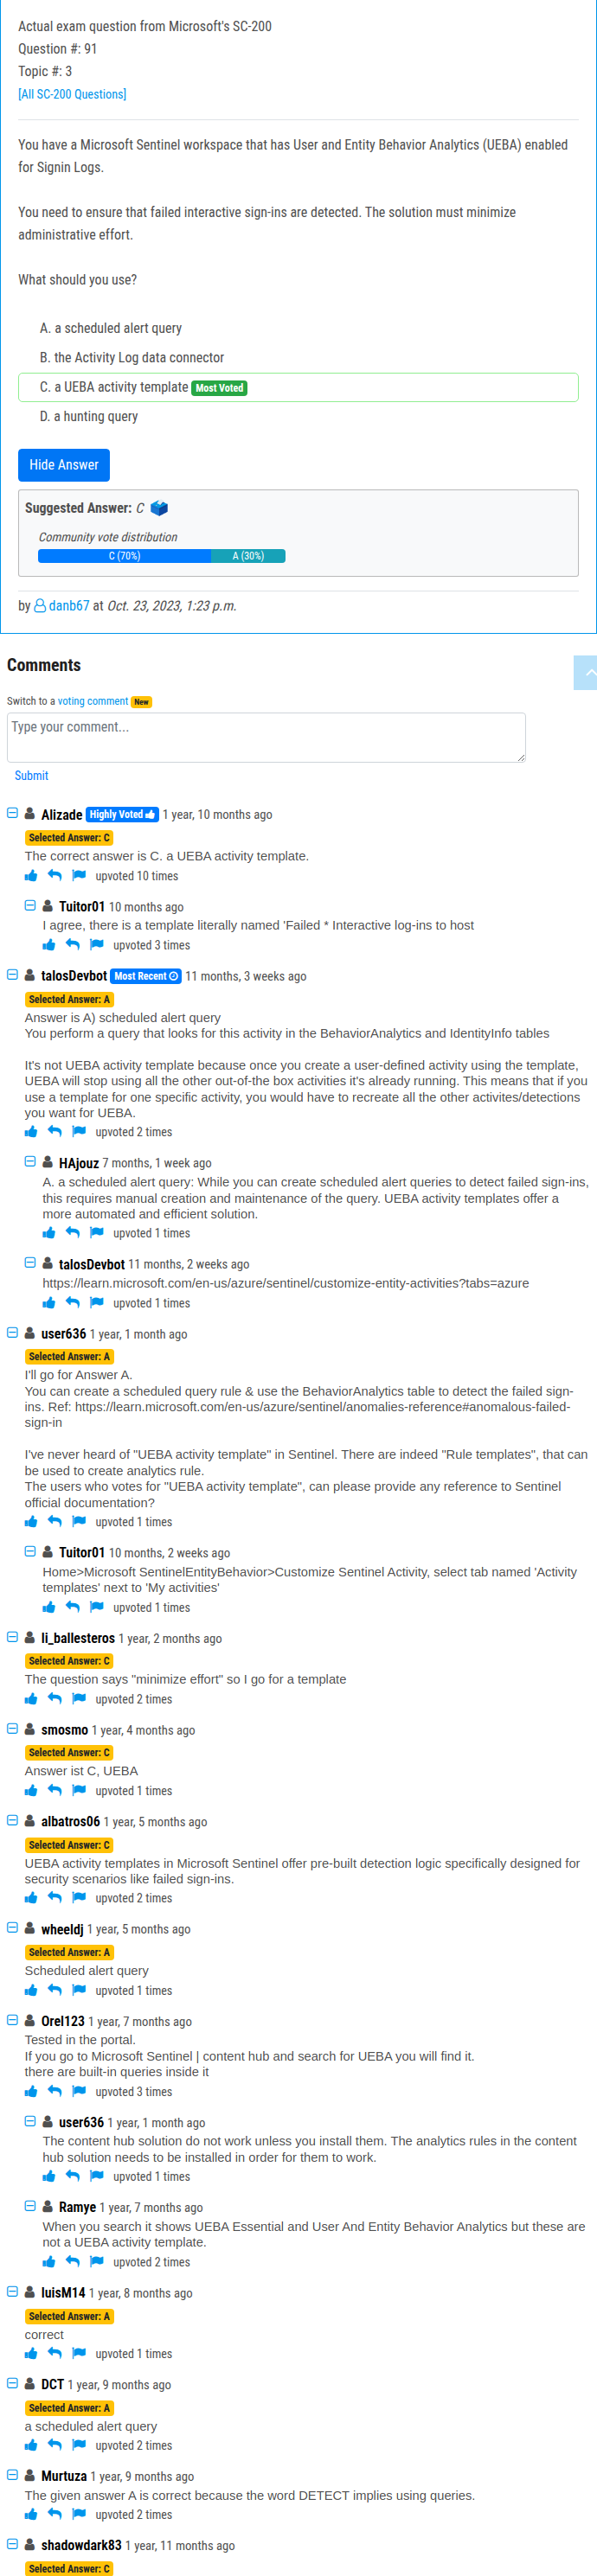 Actual exam question from Microsoft's SC-200
Question #: 91
Topic #: 3
[All SC-200 Questions]
You have a Microsoft Sentinel workspace that has User and Entity Behavior Analytics (UEBA) enabled
for Signin Logs.
You need to ensure that failed interactive sign-ins are detected. The solution must minimize
administrative effort.
What should you use?
A. a scheduled alert query
B. the Activity Log data connector
C. a UEBA activity template Most Voted
D. a hunting query
Hide Answer
Suggested Answer: C
Community vote distribution
C (70%) A (30%)
by danb67 at Oct. 23, 2023, 1:23 p.m.
Comments
Switch to a voting comment New
Type your comment...
Submit
Alizade Highly Voted 1 year, 10 months ago
Selected Answer: C
The correct answer is C. a UEBA activity template.
upvoted 10 times
Tuitor01 10 months ago
I agree, there is a template literally named 'Failed * Interactive log-ins to host
upvoted 3 times
talosDevbot Most Recent 11 months, 3 weeks ago
Selected Answer: A
Answer is A) scheduled alert query
You perform a query that looks for this activity in the BehaviorAnalytics and IdentityInfo tables
It's not UEBA activity template because once you create a user-defined activity using the template,
UEBA will stop using all the other out-of-the box activities it's already running. This means that if you
use a template for one specific activity, you would have to recreate all the other activites/detections
you want for UEBA.
upvoted 2 times
HAjouz 7 months, 1 week ago
A. a scheduled alert query: While you can create scheduled alert queries to detect failed sign-ins,
this requires manual creation and maintenance of the query. UEBA activity templates offer a
more automated and efficient solution.
upvoted 1 times
talosDevbot 11 months, 2 weeks ago
https://learn.microsoft.com/en-us/azure/sentinel/customize-entity-activities?tabs=azure
upvoted 1 times
user636 1 year, 1 month ago
Selected Answer: A
I'll go for Answer A.
You can create a scheduled query rule & use the BehaviorAnalytics table to detect the failed sign-
ins. Ref: https://learn.microsoft.com/en-us/azure/sentinel/anomalies-reference#anomalous-failed-
sign-in
I've never heard of "UEBA activity template" in Sentinel. There are indeed "Rule templates", that can
be used to create analytics rule.
The users who votes for "UEBA activity template", can please provide any reference to Sentinel
official documentation?
upvoted 1 times
Tuitor01 10 months, 2 weeks ago
Home>Microsoft SentinelEntityBehavior>Customize Sentinel Activity, select tab named 'Activity
templates' next to 'My activities'
upvoted 1 times
li_ballesteros 1 year, 2 months ago
Selected Answer: C
The question says "minimize effort" so I go for a template
upvoted 2 times
smosmo 1 year, 4 months ago
Selected Answer: C
Answer ist C, UEBA
upvoted 1 times
albatros06 1 year, 5 months ago
Selected Answer: C
UEBA activity templates in Microsoft Sentinel offer pre-built detection logic specifically designed for
security scenarios like failed sign-ins.
upvoted 2 times
wheeldj 1 year, 5 months ago
Selected Answer: A
Scheduled alert query
upvoted 1 times
Orel123 1 year, 7 months ago
Tested in the portal.
If you go to Microsoft Sentinel | content hub and search for UEBA you will find it.
there are built-in queries inside it
upvoted 3 times
user636 1 year, 1 month ago
The content hub solution do not work unless you install them. The analytics rules in the content
hub solution needs to be installed in order for them to work.
upvoted 1 times
Ramye 1 year, 7 months ago
When you search it shows UEBA Essential and User And Entity Behavior Analytics but these are
not a UEBA activity template.
upvoted 2 times
luisM14 1 year, 8 months ago
Selected Answer: A
correct
upvoted 1 times
DCT 1 year, 9 months ago
Selected Answer: A
a scheduled alert query
upvoted 2 times
Murtuza 1 year, 9 months ago
The given answer A is correct because the word DETECT implies using queries.
upvoted 2 times
shadowdark83 1 year, 11 months ago
Selected Answer: C